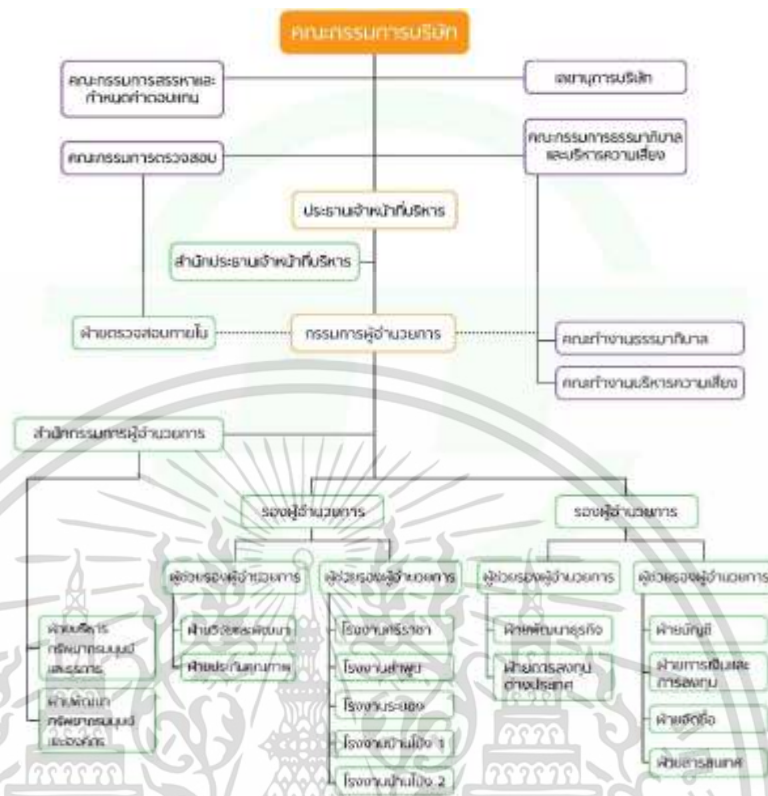 คณะกรรมการบริษัท
คณะกรรมการสรรหาและ
กำหนดค่าตอบแทน
เลขานุการบริษัท
คณะกรรมการตรวจสอบ
คณะกรรมการธรรมาภิบาล
และบริหารความเสี่ยง
ประธานเจ้าหน้าที่บริหาร
สำนักประธานเจ้าหน้าที่บริหาร
ฝ่ายตรวจสอบภายใน
กรรมการผู้อำนวยการ
คณะทำงานธรรมาภิบาล
คณะทำงานบริหารความเสี่ยง
สำนักกรรมการผู้อำนวยการ
รองผู้อำนวยการ
รองผู้อำนวยการ
ผู้ช่วยรองผู้อำนวยการ
ผู้ช่วยรองผู้อำนวยการ
ผู้ช่วยรองผู้อำนวยการ
ผู้ช่วยรองผู้อำนวยการ
ฝ่ายบริหาร
ทรัพยากรมนุษย์
และธุรการ
ฝ่ายพัฒนา
ทรัพยากรมนุษย์
และองค์กร
ฝ่ายวิจัยและพัฒนา
ฝ่ายประกันคุณภาพ
โรงงานศรีราชา
โรงงานลำพูน
โรงงานระยอง
โรงงานบ้านโป่ง 1
โรงงานบ้านโป่ง 2
ฝ่ายพัฒนาธุรกิจ
ฝ่ายการลงทุน
ต่างประเทศ
ฝ่ายบัญชี
ฝ่ายการเงินและ
การลงทุน
ฝ่ายจัดซื้อ
ฝ่ายสารสนเทศ